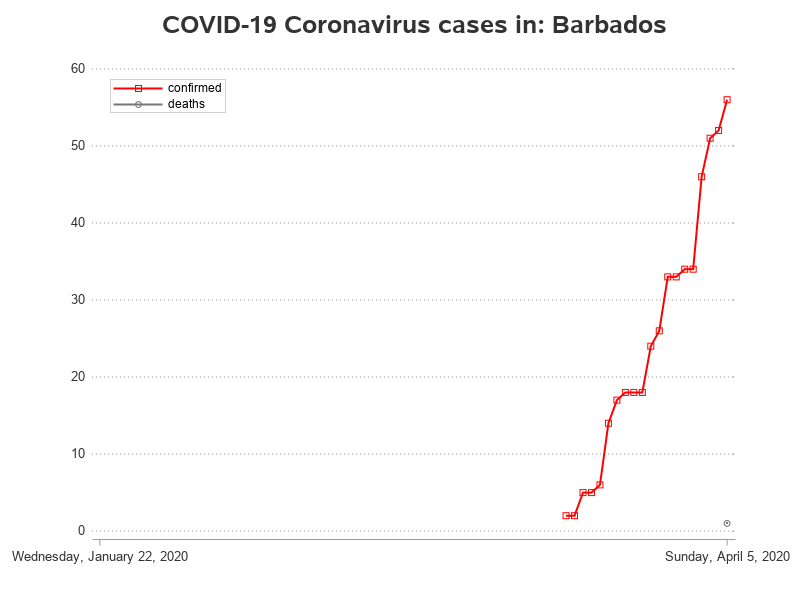 COVID-19 Coronavirus cases in: Barbados
60
confirmed
deaths
50
40
30
20
10
0
Wednesday, January 22, 2020
Sunday, April 5, 2020